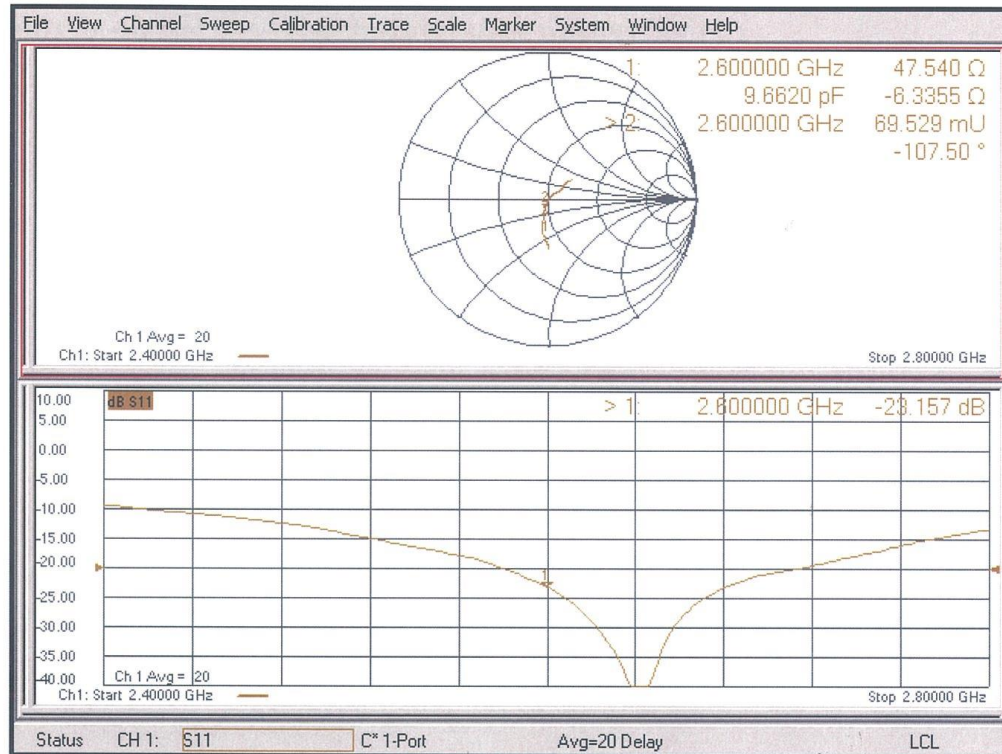 File View Channel Sweep Calibration Trace Scale Marker System Window Help
1: 2.600000 GHz 47.540 Ω
9.6620 pF -6.3355 Ω
> 2: 2.600000 GHz 69.529 mU
-107.50 °
Ch 1 Avg = 20
Ch1: Start 2.40000 GHz Stop 2.80000 GHz
10.00 dB S11 > 1: 2.600000 GHz -23.157 dB
5.00
0.00
-5.00
-10.00
-15.00
-20.00
1
-25.00
-30.00
-35.00
-40.00 Ch 1 Avg = 20
Ch1: Start 2.40000 GHz Stop 2.80000 GHz
Status CH 1: S11 C* 1-Port Avg=20 Delay LCL